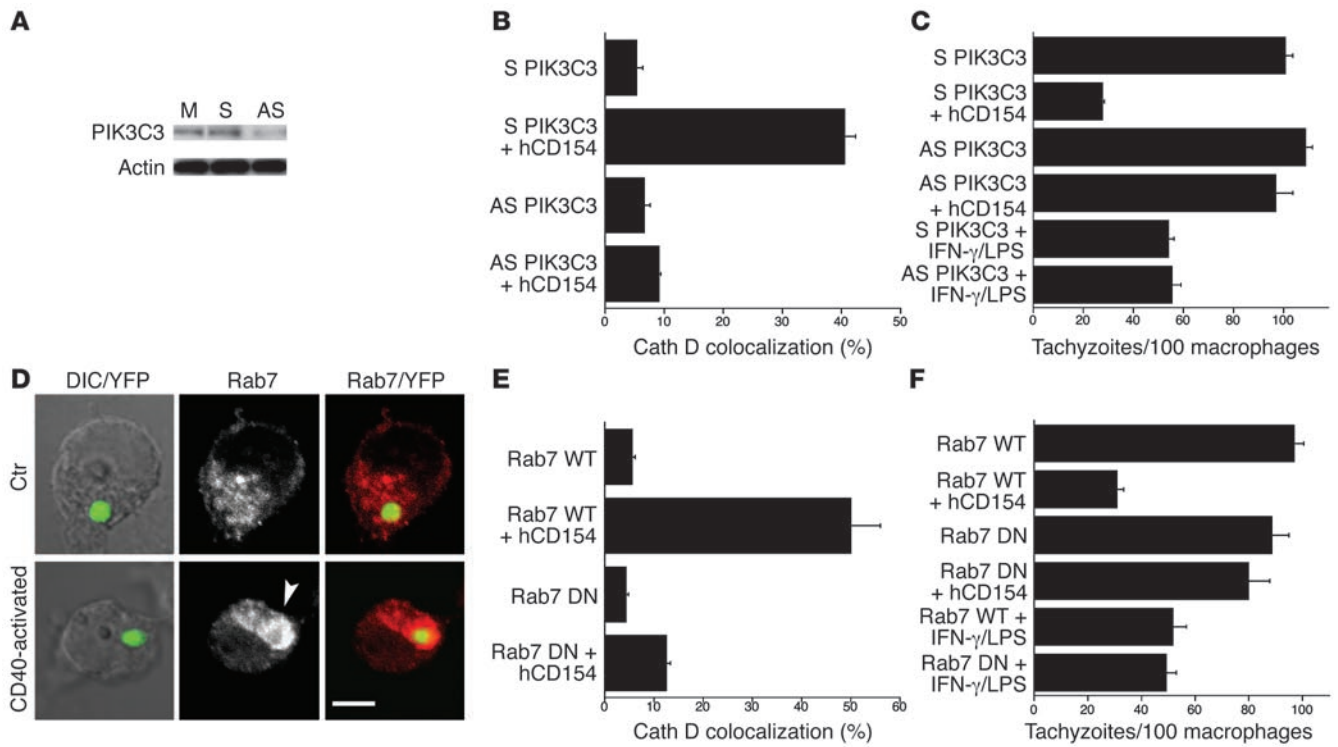 A
M S AS
PIK3C3
Actin
B
S PIK3C3
S PIK3C3
+ hCD154
AS PIK3C3
AS PIK3C3
+ hCD154
0 10 20 30 40 50
Cath D colocalization (%)
C
S PIK3C3
S PIK3C3
+ hCD154
AS PIK3C3
AS PIK3C3
+ hCD154
S PIK3C3 +
IFN-γ/LPS
AS PIK3C3 +
IFN-γ/LPS
0 20 40 60 80 100
Tachyzoites/100 macrophages
D
DIC/YFP Rab7 Rab7/YFP
Ctr
CD40-activated
E
Rab7 WT
Rab7 WT
+ hCD154
Rab7 DN
Rab7 DN +
hCD154
0 10 20 30 40 50 60
Cath D colocalization (%)
F
Rab7 WT
Rab7 WT
+ hCD154
Rab7 DN
Rab7 DN
+ hCD154
Rab7 WT +
IFN-γ/LPS
Rab7 DN +
IFN-γ/LPS
0 20 40 60 80 100
Tachyzoites/100 macrophages